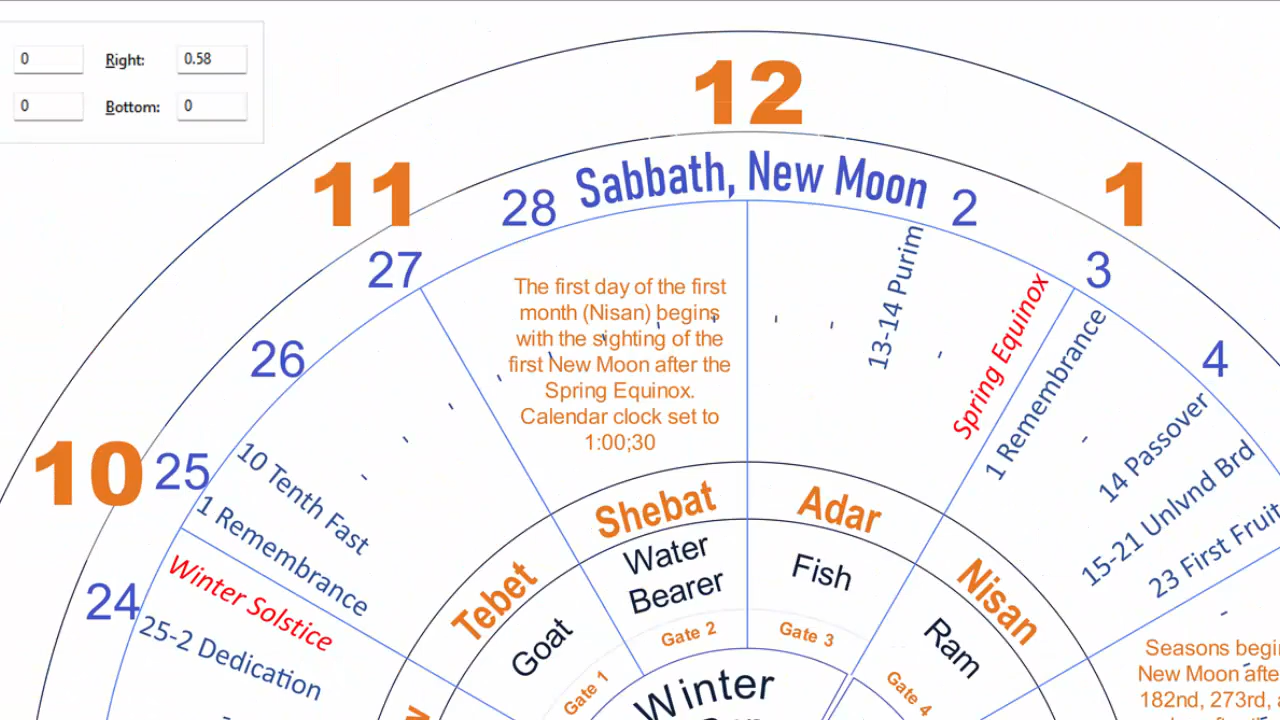 0
Right:
0.58
0
Bottom:
0
12
11
1
10
Sabbath, New Moon
28
2
27
3
26
4
25
24
The first day of the first
month (Nisan) begins
with the sighting of the
first New Moon after the
Spring Equinox.
Calendar clock set to
1:00;30
13-14 Purim
Spring Equinox
1 Remembrance
14 Passover
15-21 Unlvnd Brd
23 First Fruit
10 Tenth Fast
1 Remembrance
Winter Solstice
25-2 Dedication
Tebet
Shebat
Adar
Nisan
Goat
Water
Bearer
Fish
Ram
Gate 1
Gate 2
Gate 3
Gate 4
Winter
Seasons begi
New Moon afte
182nd, 273rd,